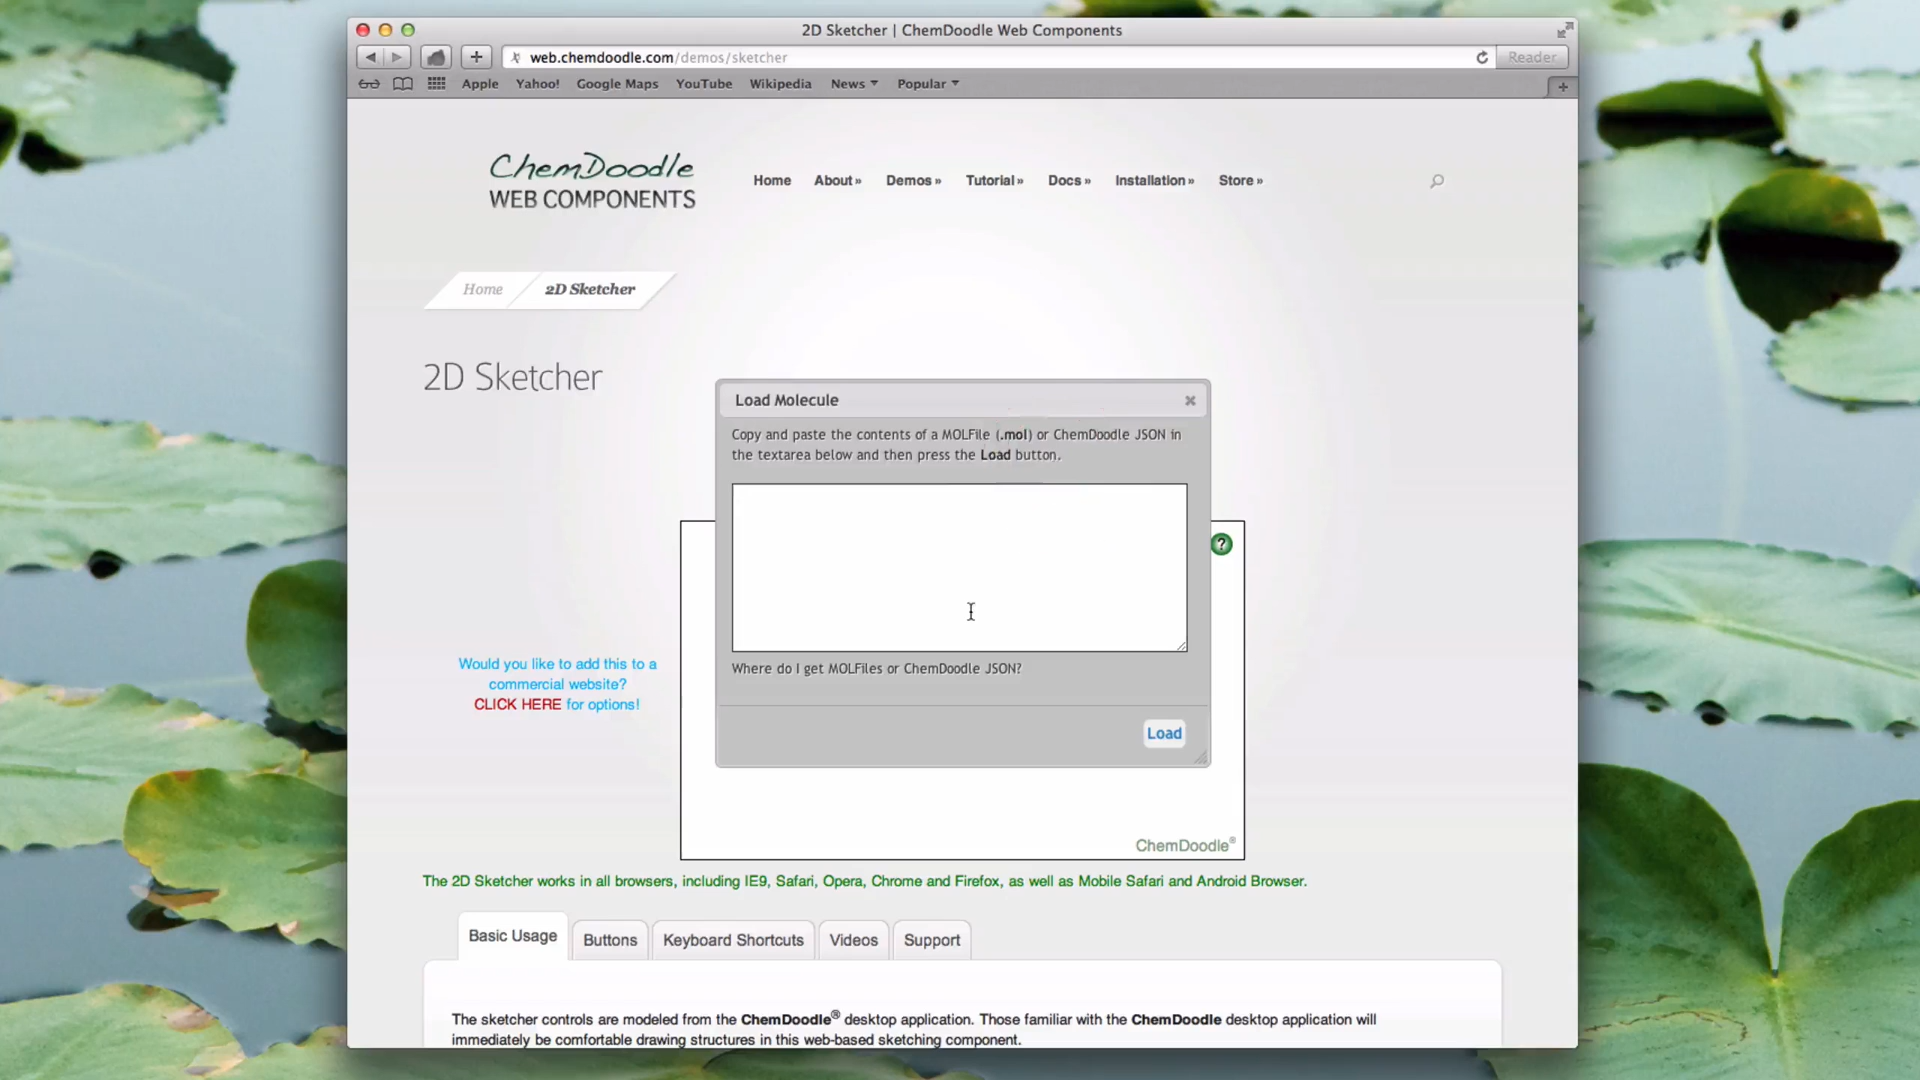 2D Sketcher | ChemDoodle Web Components
web.chemdoodle.com/demos/sketcher
Reader
Apple Yahoo! Google Maps YouTube Wikipedia News Popular
ChemDoodle
WEB COMPONENTS
Home About» Demos» Tutorial» Docs» Installation» Store»
Home 2D Sketcher
2D Sketcher
Load Molecule
Copy and paste the contents of a MOLFile (.mol) or ChemDoodle JSON in
the textarea below and then press the Load button.
?
Where do I get MOLFiles or ChemDoodle JSON?
Would you like to add this to a
commercial website?
CLICK HERE for options!
Load
ChemDoodle®
The 2D Sketcher works in all browsers, including IE9, Safari, Opera, Chrome and Firefox, as well as Mobile Safari and Android Browser.
Basic Usage Buttons Keyboard Shortcuts Videos Support
The sketcher controls are modeled from the ChemDoodle® desktop application. Those familiar with the ChemDoodle desktop application will
immediately be comfortable drawing structures in this web-based sketching component.